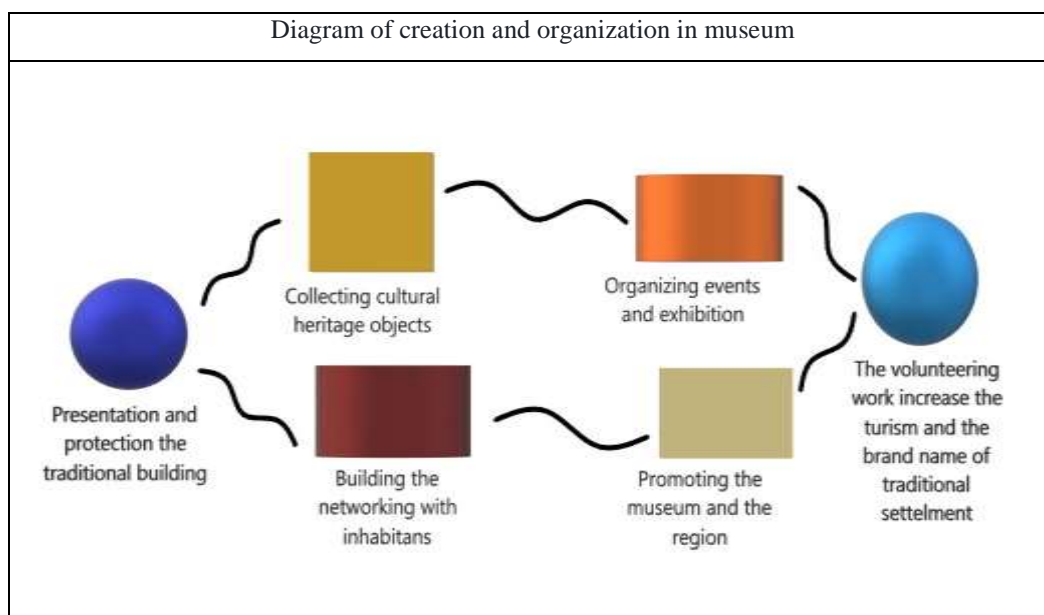 Diagram of creation and organization in museum
Collecting cultural
heritage objects
Organizing events
and exhibition
Presentation and
protection the
traditional building
Building the
networking with
inhabitans
Promoting the
museum and the
region
The volunteering
work increase the
turism and the
brand name of
traditional
settelment